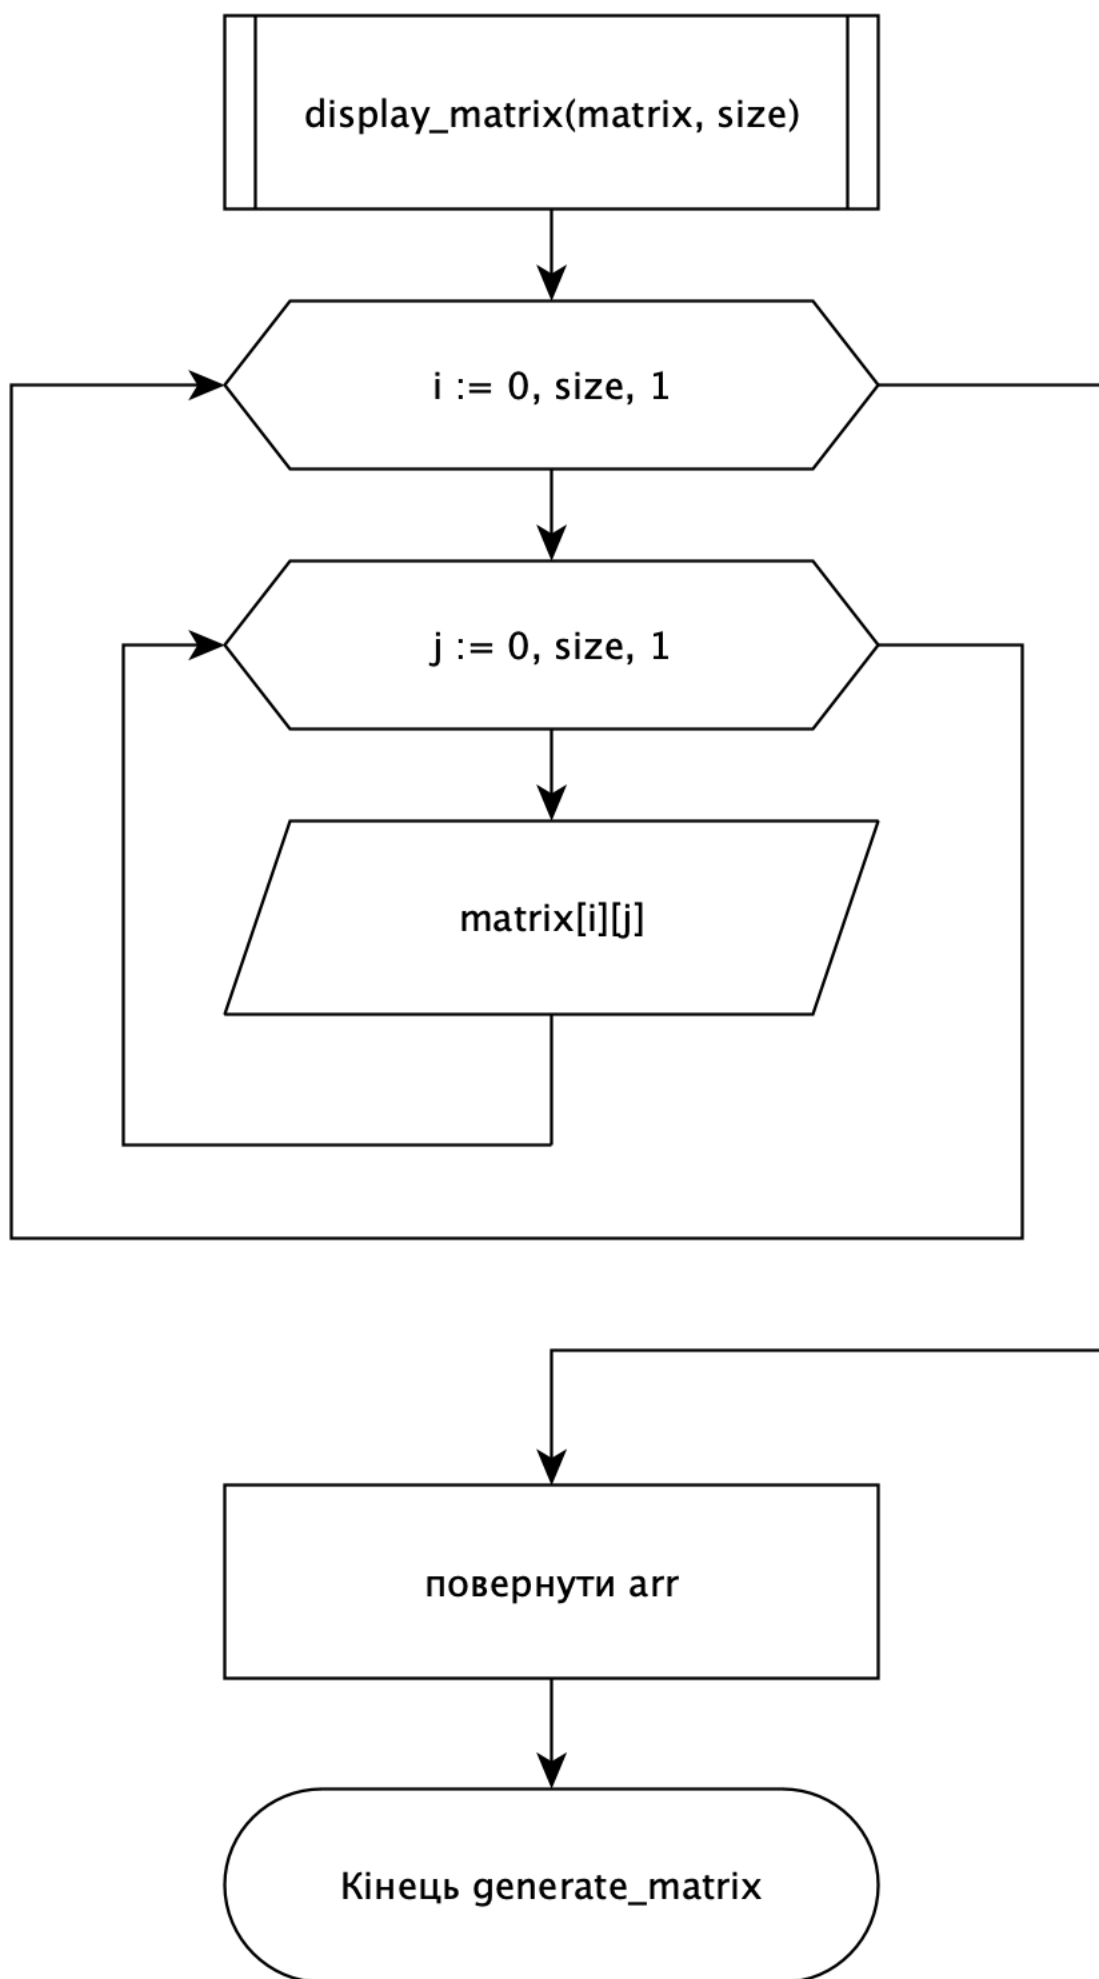 display_matrix(matrix, size)
i := 0, size, 1
j := 0, size, 1
matrix[i][j]
повернути arr
Кінець generate_matrix